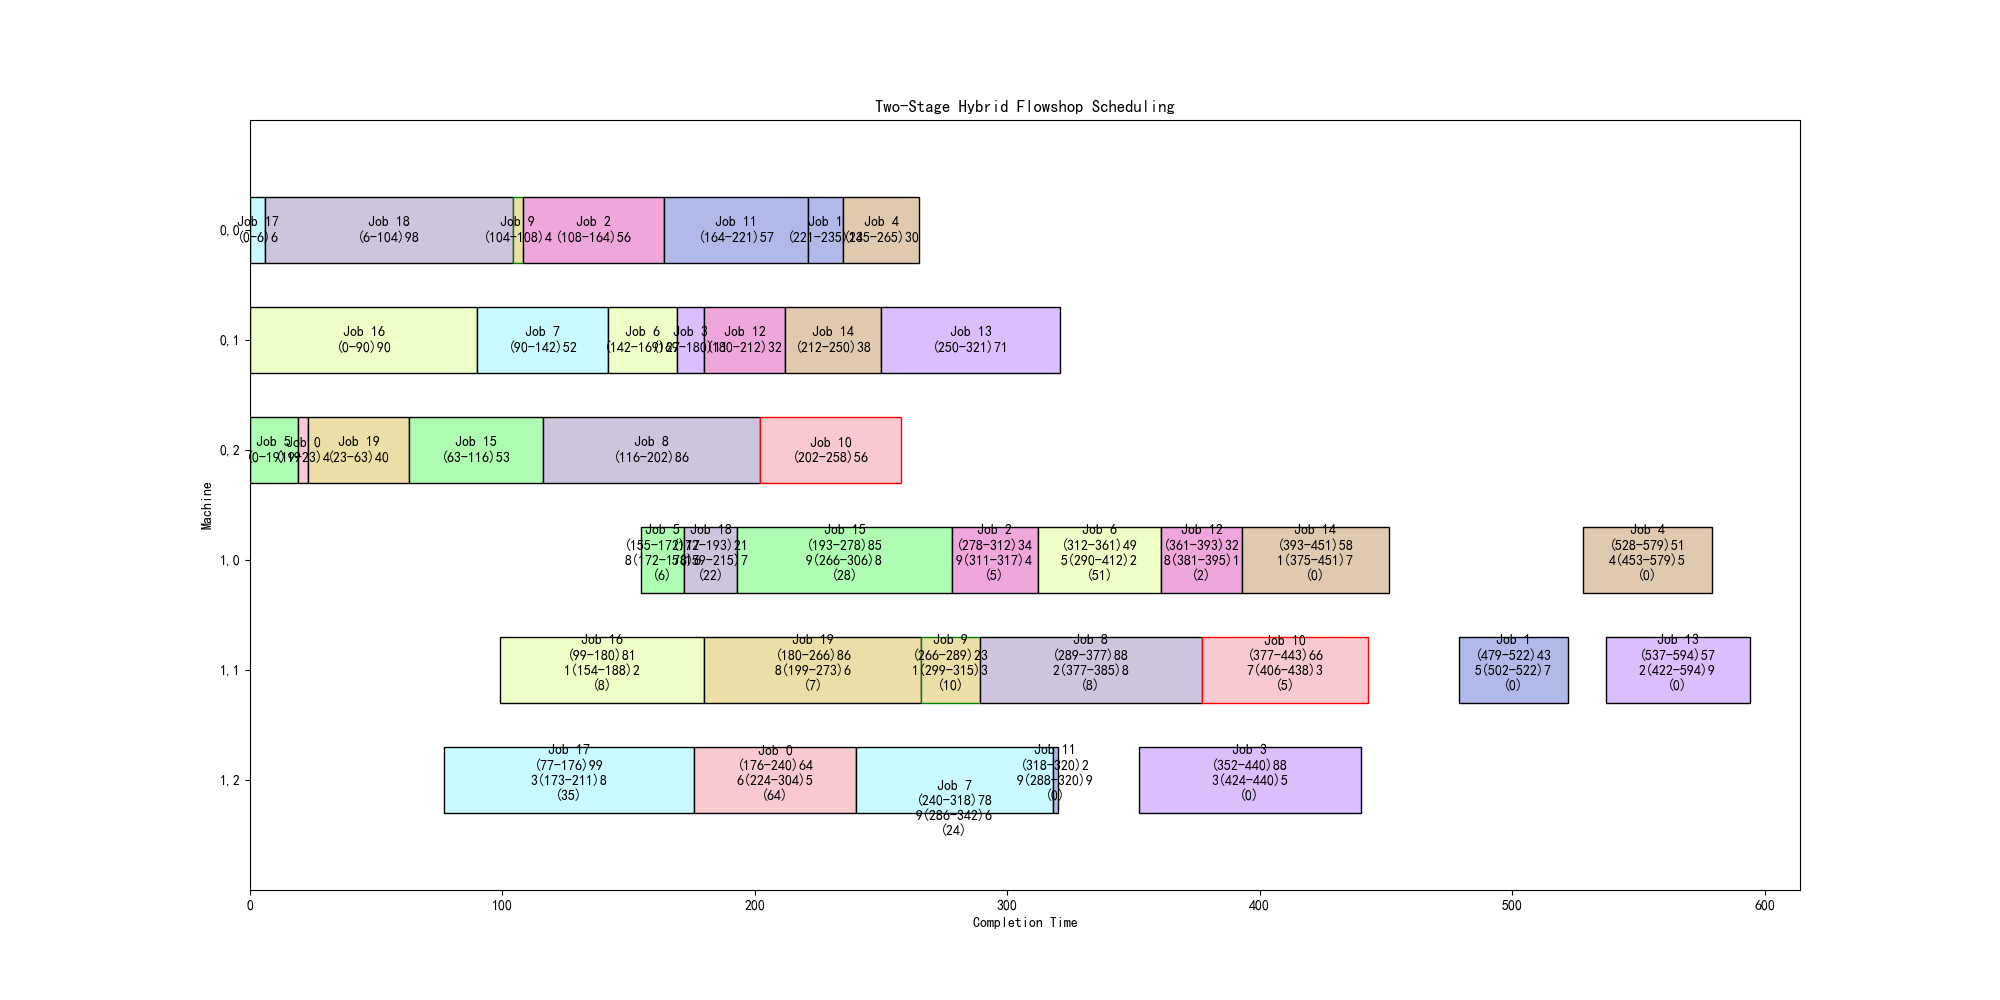 Two-Stage Hybrid Flowshop Scheduling
Machine
0,0
Job 17
(0-6)6
Job 18
(6-104)98
Job 9
(104-108)4
Job 2
(108-164)56
Job 11
(164-221)57
Job 1
(221-235)14
Job 4
(235-265)30
0,1
Job 16
(0-90)90
Job 7
(90-142)52
Job 6
(142-169)27
Job 3
(169-180)11
Job 12
(180-212)32
Job 14
(212-250)38
Job 13
(250-321)71
0,2
Job 5
(0-19)19
Job 0
(19-23)4
Job 19
(23-63)40
Job 15
(63-116)53
Job 8
(116-202)86
Job 10
(202-258)56
1,0
Job 5
(155-172)17
(6)
Job 18
(172-193)21
(22)
Job 15
(193-278)85
9(266-306)8
(28)
Job 2
(278-312)34
9(311-317)4
(5)
Job 6
(312-361)49
5(290-412)2
(51)
Job 12
(361-393)32
8(381-395)1
(2)
Job 14
(393-451)58
1(375-451)7
(0)
Job 4
(528-579)51
4(453-579)5
(0)
1,1
Job 16
(99-180)81
1(154-188)2
(8)
Job 19
(180-266)86
8(199-273)6
(7)
Job 9
(266-289)23
1(299-315)3
(10)
Job 8
(289-377)88
2(377-385)8
(8)
Job 10
(377-443)66
7(406-438)3
(5)
Job 1
(479-522)43
5(502-522)7
(0)
Job 13
(537-594)57
2(422-594)9
(0)
1,2
Job 17
(77-176)99
3(173-211)8
(35)
Job 0
(176-240)64
6(224-304)5
(64)
Job 7
(240-318)78
9(286-342)6
(24)
Job 11
(318-320)2
9(288-320)9
(0)
Job 3
(352-440)88
3(424-440)5
(0)
0
100
200
300
400
500
600
Completion Time